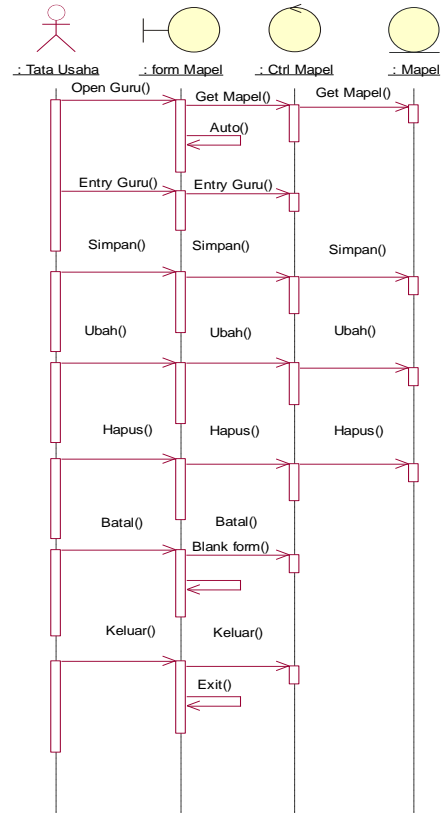 : Tata Usaha
: form Mapel
: Ctrl Mapel
: Mapel
Open Guru()
Get Mapel()
Get Mapel()
Auto()
Entry Guru()
Entry Guru()
Simpan()
Simpan()
Simpan()
Ubah()
Ubah()
Ubah()
Hapus()
Hapus()
Hapus()
Batal()
Batal()
Blank form()
Keluar()
Keluar()
Exit()